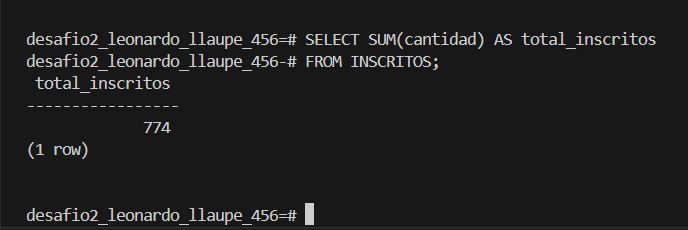 desafio2_leonardo_llaupe_456=# SELECT SUM(cantidad) AS total_inscritos
desafio2_leonardo_llaupe_456-# FROM INSCRITOS;
 total_inscritos
-----------------
             774
(1 row)
desafio2_leonardo_llaupe_456=#